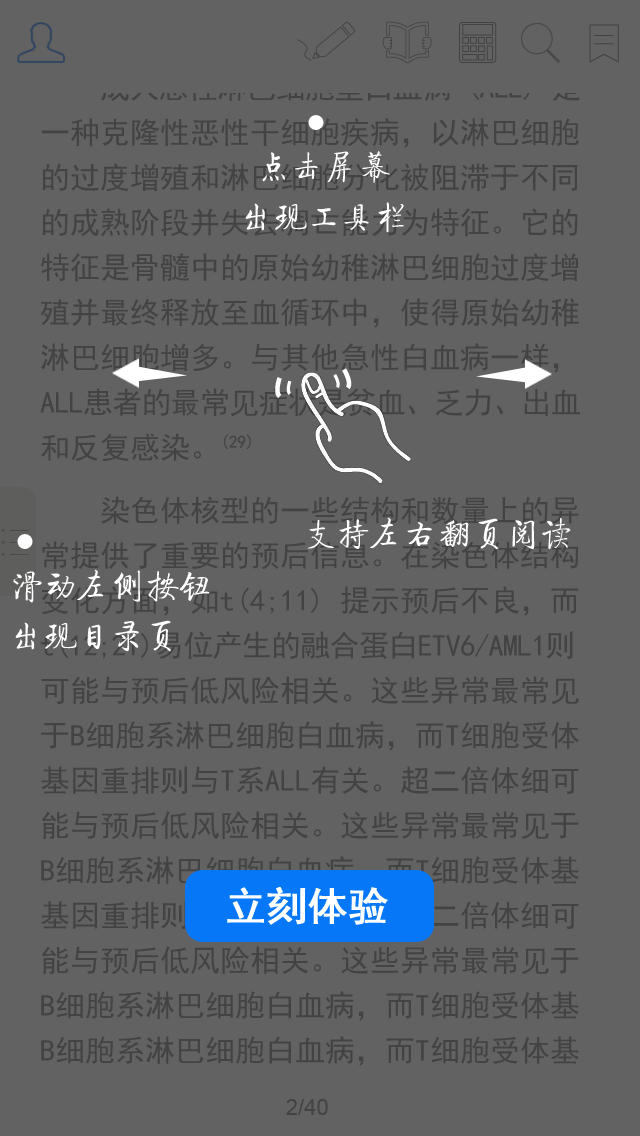 一种克隆性恶性干细胞疾病，以淋巴细胞
点击屏幕
的过度增殖和淋巴细胞分化被阻滞于不同
出现工具栏
的成熟阶段并失去凋亡能力为特征。它的
特征是骨髓中的原始幼稚淋巴细胞过度增
殖并最终释放至血循环中，使得原始幼稚
淋巴细胞增多。与其他急性白血病一样，
ALL患者的最常见症状是贫血、乏力、出血
和反复感染。(29)
染色体核型的一些结构和数量上的异
支持左右翻页阅读
常提供了重要的预后信息。在染色体结构
滑动左侧按钮
变化方面，如t(4;11) 提示预后不良，而
出现目录页
易位产生的融合蛋白ETV6/AML1则
可能与预后低风险相关。这些异常最常见
于B细胞系淋巴细胞白血病，而T细胞受体
基因重排则与T系ALL有关。超二倍体细可
能与预后低风险相关。这些异常最常见于
B细胞系淋巴细胞白血病，而T细胞受体基
立刻体验
基因重排则 二倍体细可
能与预后低风险相关。这些异常最常见于
B细胞系淋巴细胞白血病，而T细胞受体基
B细胞系淋巴细胞白血病，而T细胞受体基
2/40